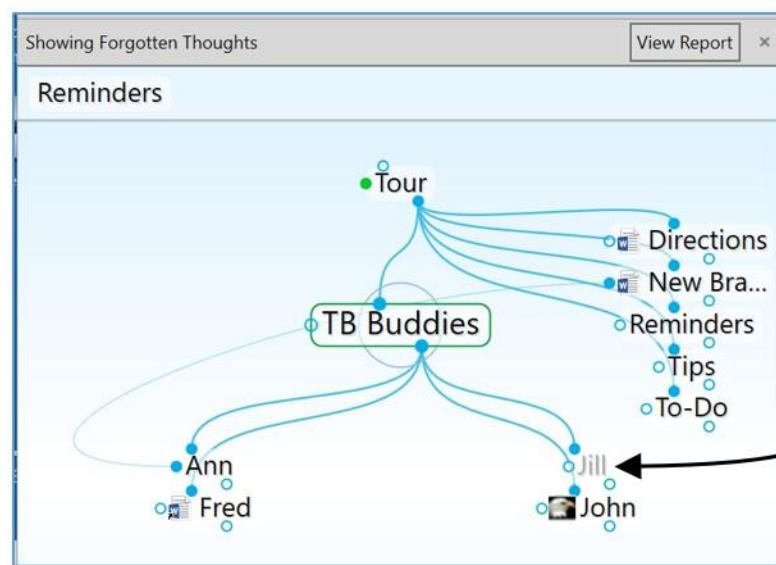 Showing Forgotten Thoughts
View Report
×
Reminders
Tour
Directions
New Bra...
TB Buddies
Reminders
Tips
To-Do
Ann
Jill
Fred
John